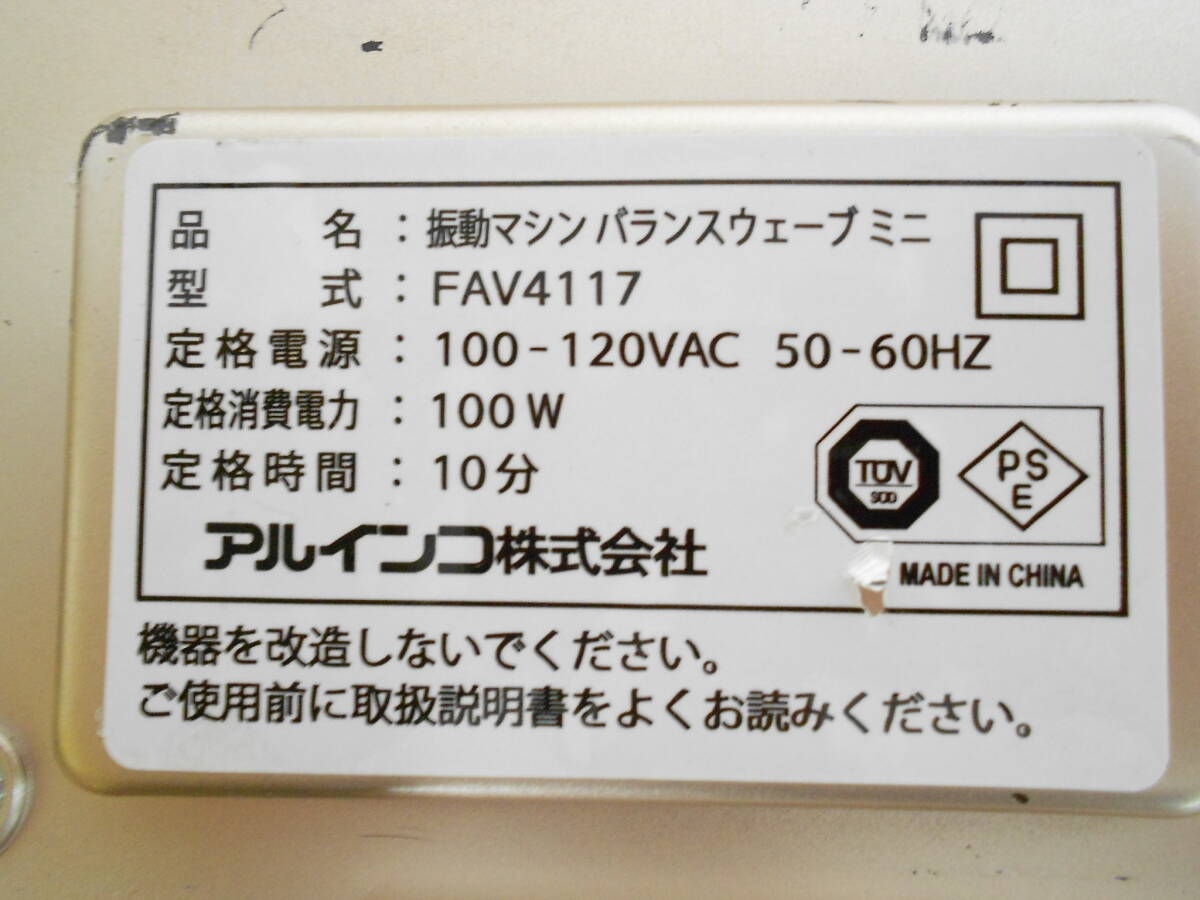 品名：振動マシン バランスウェーブ ミニ
型式：FAV4117
定格電源：100-120VAC 50-60HZ
定格消費電力：100W
定格時間：10分
TÜV
SÜD
PS
E
アルインコ株式会社
MADE IN CHINA
機器を改造しないでください。
ご使用前に取扱説明書をよくお読みください。